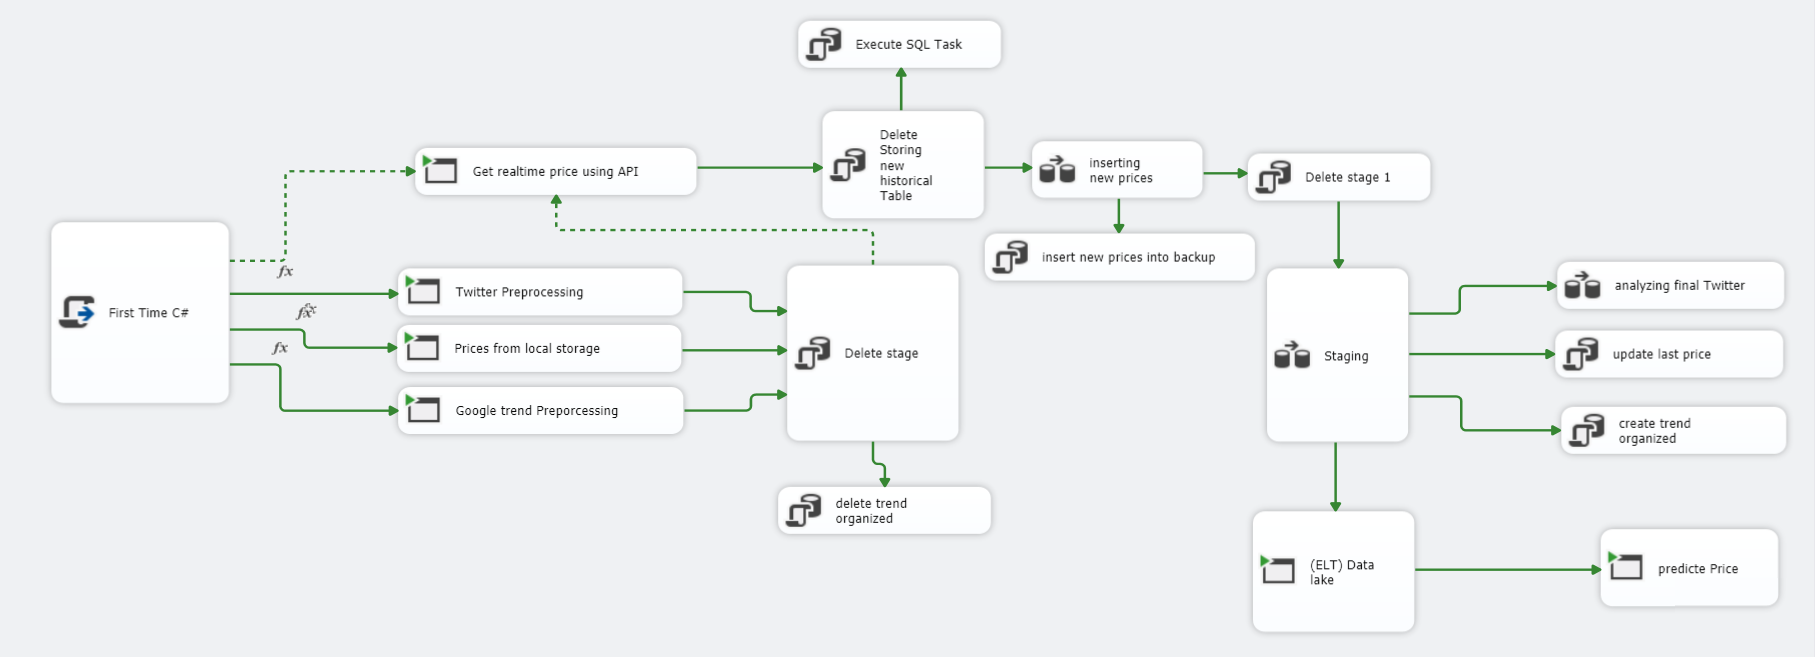 Execute SQL Task
Delete
Storing
new
historical
Table
inserting
new prices
Delete stage 1
Get realtime price using API
insert new prices into backup
fx
Twitter Preprocessing
fx
fx
First Time C#
Prices from local storage
fx
Google trend Preporcessing
Delete stage
delete trend
organized
Staging
analyzing final Twitter
update last price
create trend
organized
(ELT) Data
lake
predicte Price